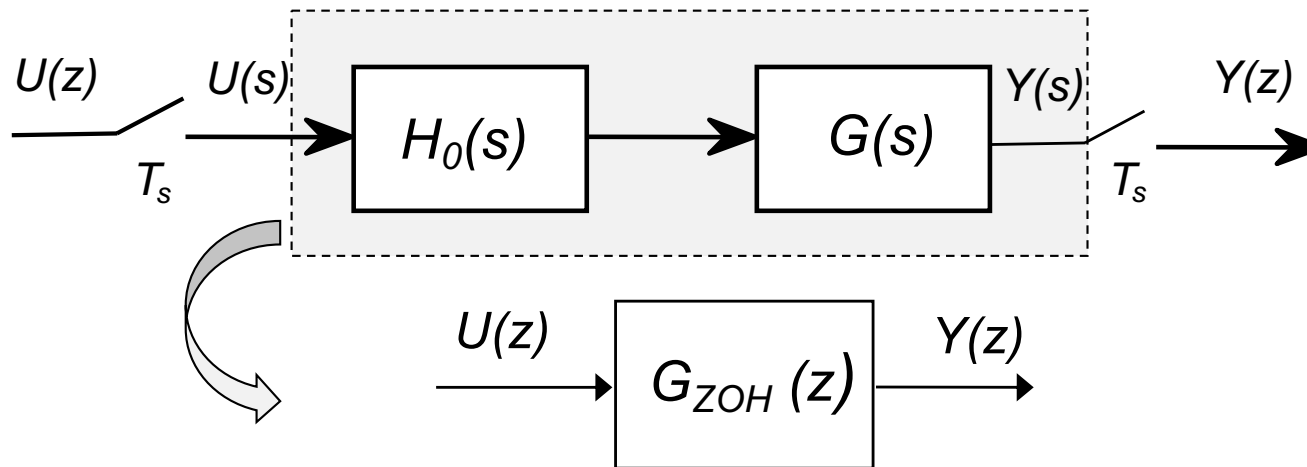 U(z)
U(s)
Y(s)
Y(z)
H0(s)
G(s)
Ts
Ts
U(z)
Y(z)
GZOH (z)